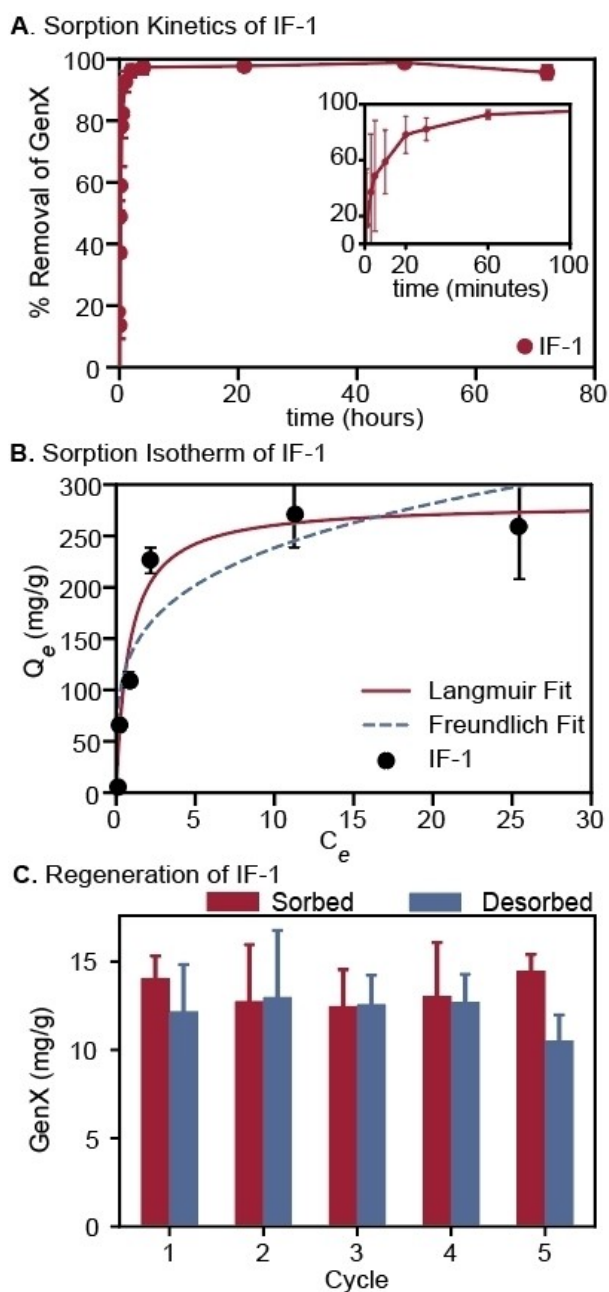 A. Sorption Kinetics of IF-1
% Removal of GenX
100
80
60
40
20
0
100
60
20
0
0 20 60 100
time (minutes)
IF-1
0 20 40 60 80
time (hours)
B. Sorption Isotherm of IF-1
Qe (mg/g)
300
250
200
150
100
50
0
Langmuir Fit
Freundlich Fit
IF-1
0 5 10 15 20 25 30
Ce
C. Regeneration of IF-1
Sorbed Desorbed
GenX (mg/g)
15
10
5
0
1 2 3 4 5
Cycle